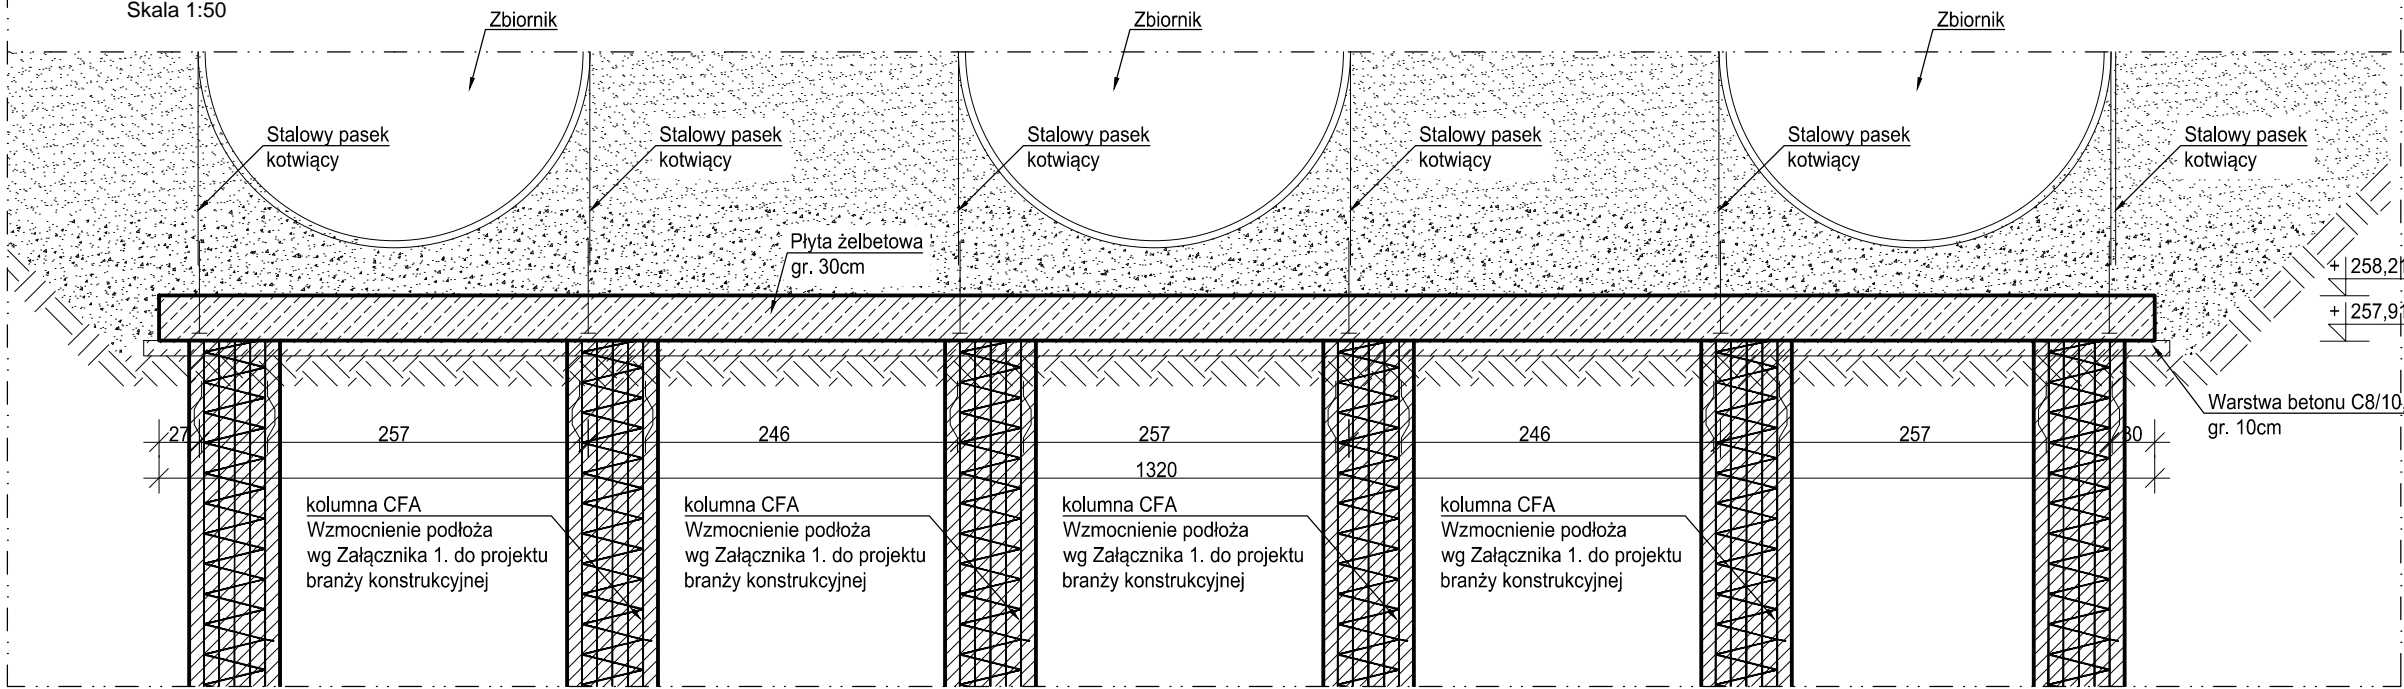 Skala 1:50
Zbiornik
Zbiornik
Zbiornik
Stalowy pasek
kotwiący
Stalowy pasek
kotwiący
Stalowy pasek
kotwiący
Stalowy pasek
kotwiący
Stalowy pasek
kotwiący
Stalowy pasek
kotwiący
Płyta żelbetowa
gr. 30cm
+ 258,21
+ 257,91
Warstwa betonu C8/10
gr. 10cm
27 257 246 257 246 257 30
1320
kolumna CFA
Wzmocnienie podłoża
wg Załącznika 1. do projektu
branży konstrukcyjnej
kolumna CFA
Wzmocnienie podłoża
wg Załącznika 1. do projektu
branży konstrukcyjnej
kolumna CFA
Wzmocnienie podłoża
wg Załącznika 1. do projektu
branży konstrukcyjnej
kolumna CFA
Wzmocnienie podłoża
wg Załącznika 1. do projektu
branży konstrukcyjnej